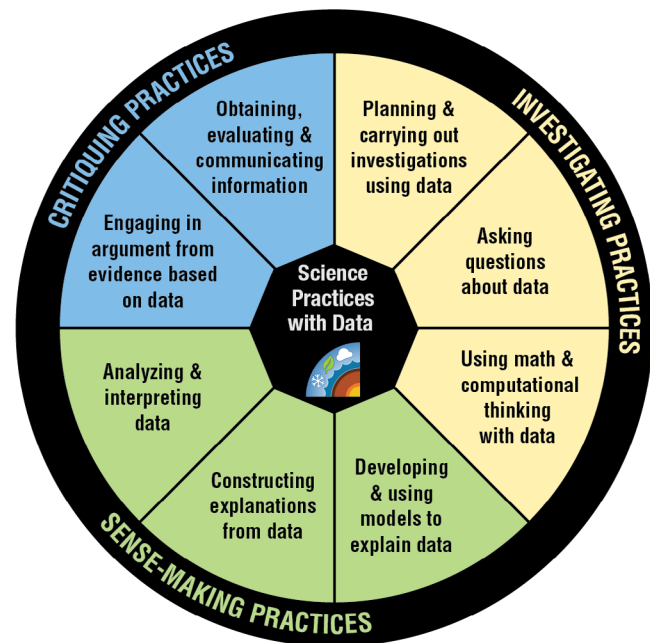 CRITIQUING PRACTICES
INVESTIGATING PRACTICES
SENSE-MAKING PRACTICES
Obtaining,
evaluating &
communicating
information
Planning &
carrying out
investigations
using data
Asking
questions
about data
Using math &
computational
thinking
with data
Developing
& using
models to
explain data
Constructing
explanations
from data
Analyzing &
interpreting
data
Engaging in
argument from
evidence based
on data
Science
Practices
with Data